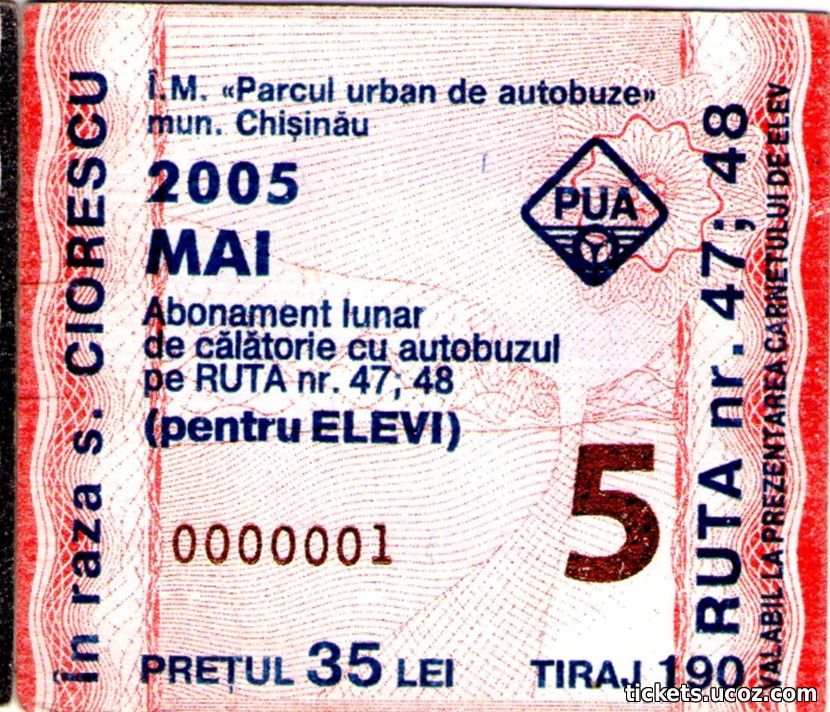 în raza s. CIORESCU
Î.M. «Parcul urban de autobuze»
mun. Chișinău
2005
MAI
PUA
Abonament lunar
de călătorie cu autobuzul
pe RUTA nr. 47; 48
(pentru ELEVI)
5
0000001
PREȚUL 35 LEI
TIRAJ 190
RUTA nr. 47; 48
VALABIL LA PREZENTAREA CARNETULUI DE ELEV
tickets.ucoz.com